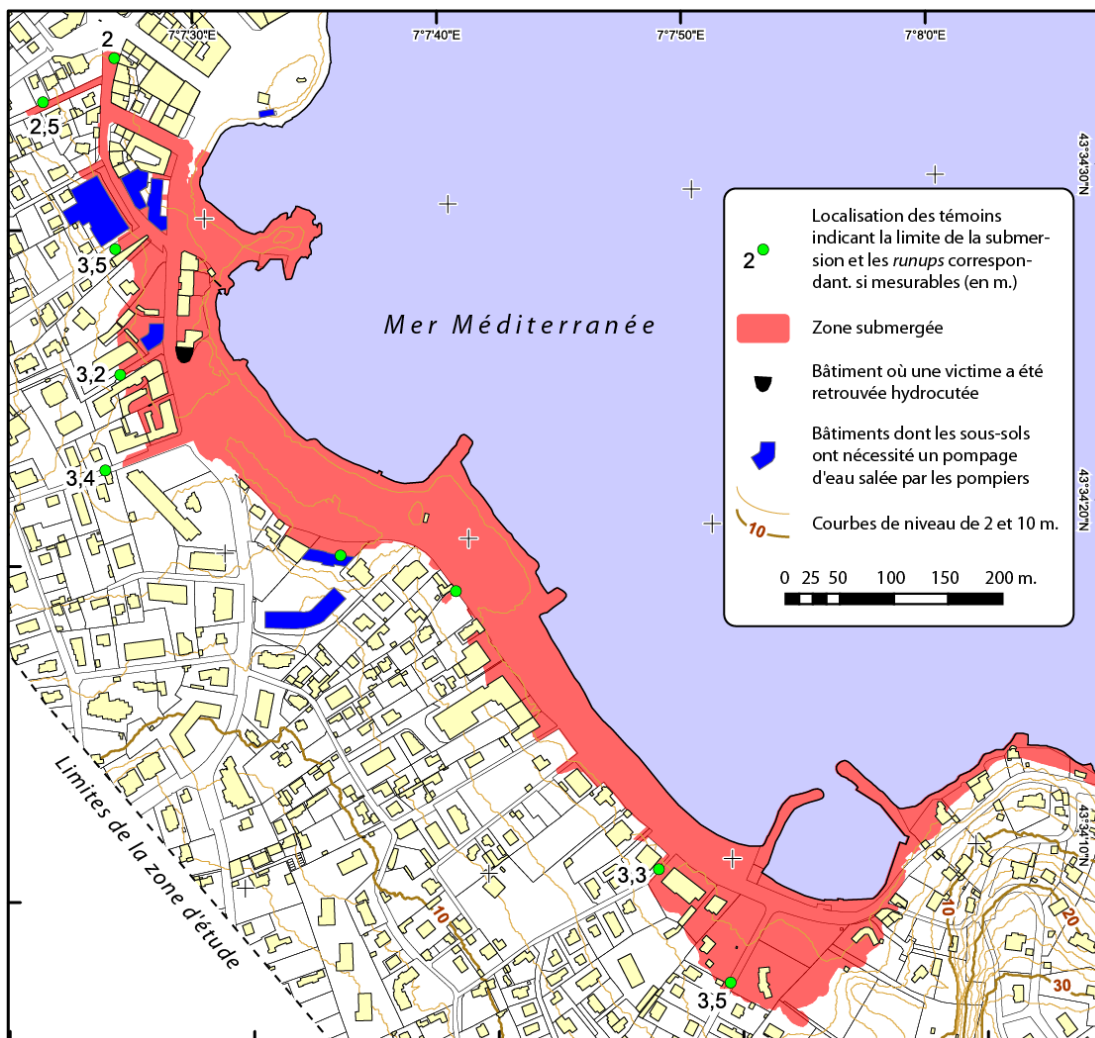 7°7'30"E
7°7'40"E
7°7'50"E
7°8'0"E
2
2,5
43°34'30"N
3,5
Mer Méditerranée
3,2
3,4
43°34'20"N
Localisation des témoins
indicant la limite de la submer-
sion et les runups correspon-
dant. si mesurables (en m.)
2
Zone submergée
Bâtiment où une victime a été
retrouvée hydrocutée
Bâtiments dont les sous-sols
ont nécessité un pompage
d'eau salée par les pompiers
10
Courbes de niveau de 2 et 10 m.
0 25 50 100 150 200 m.
Limites de la zone d'étude
43°34'10"N
3,3
10
10
20
30
3,5